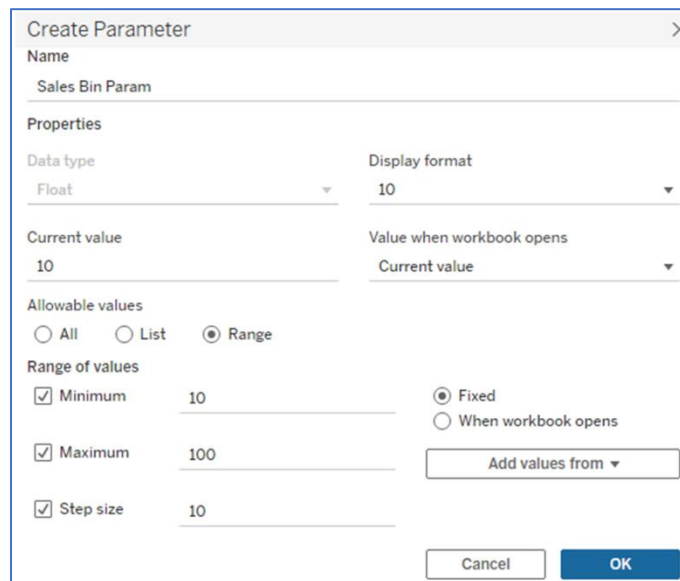 Create Parameter
Name
Sales Bin Param
Properties
Data type
Display format
Float
10
Current value
Value when workbook opens
10
Current value
Allowable values
All List Range
Range of values
Minimum 10
Fixed
When workbook opens
Maximum 100
Add values from
Step size 10
Cancel OK